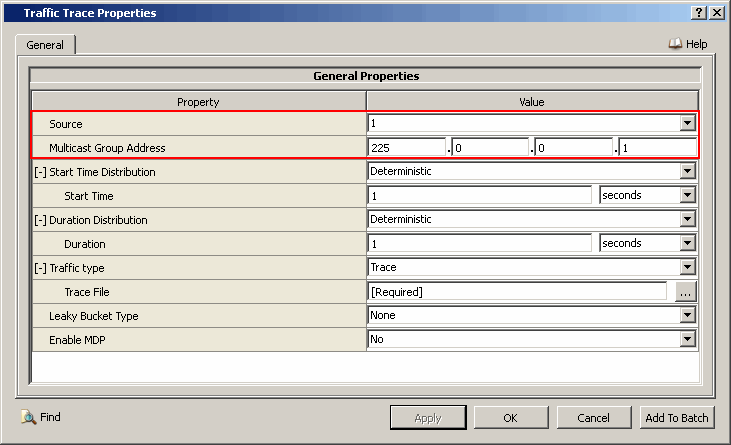 Traffic Trace Properties
General
Help
General Properties
Property Value
Source 1
Multicast Group Address 225 . 0 . 0 . 1
[-] Start Time Distribution Deterministic
Start Time 1 seconds
[-] Duration Distribution Deterministic
Duration 1 seconds
[-] Traffic type Trace
Trace File [Required] ...
Leaky Bucket Type None
Enable MDP No
Find Apply OK Cancel Add To Batch